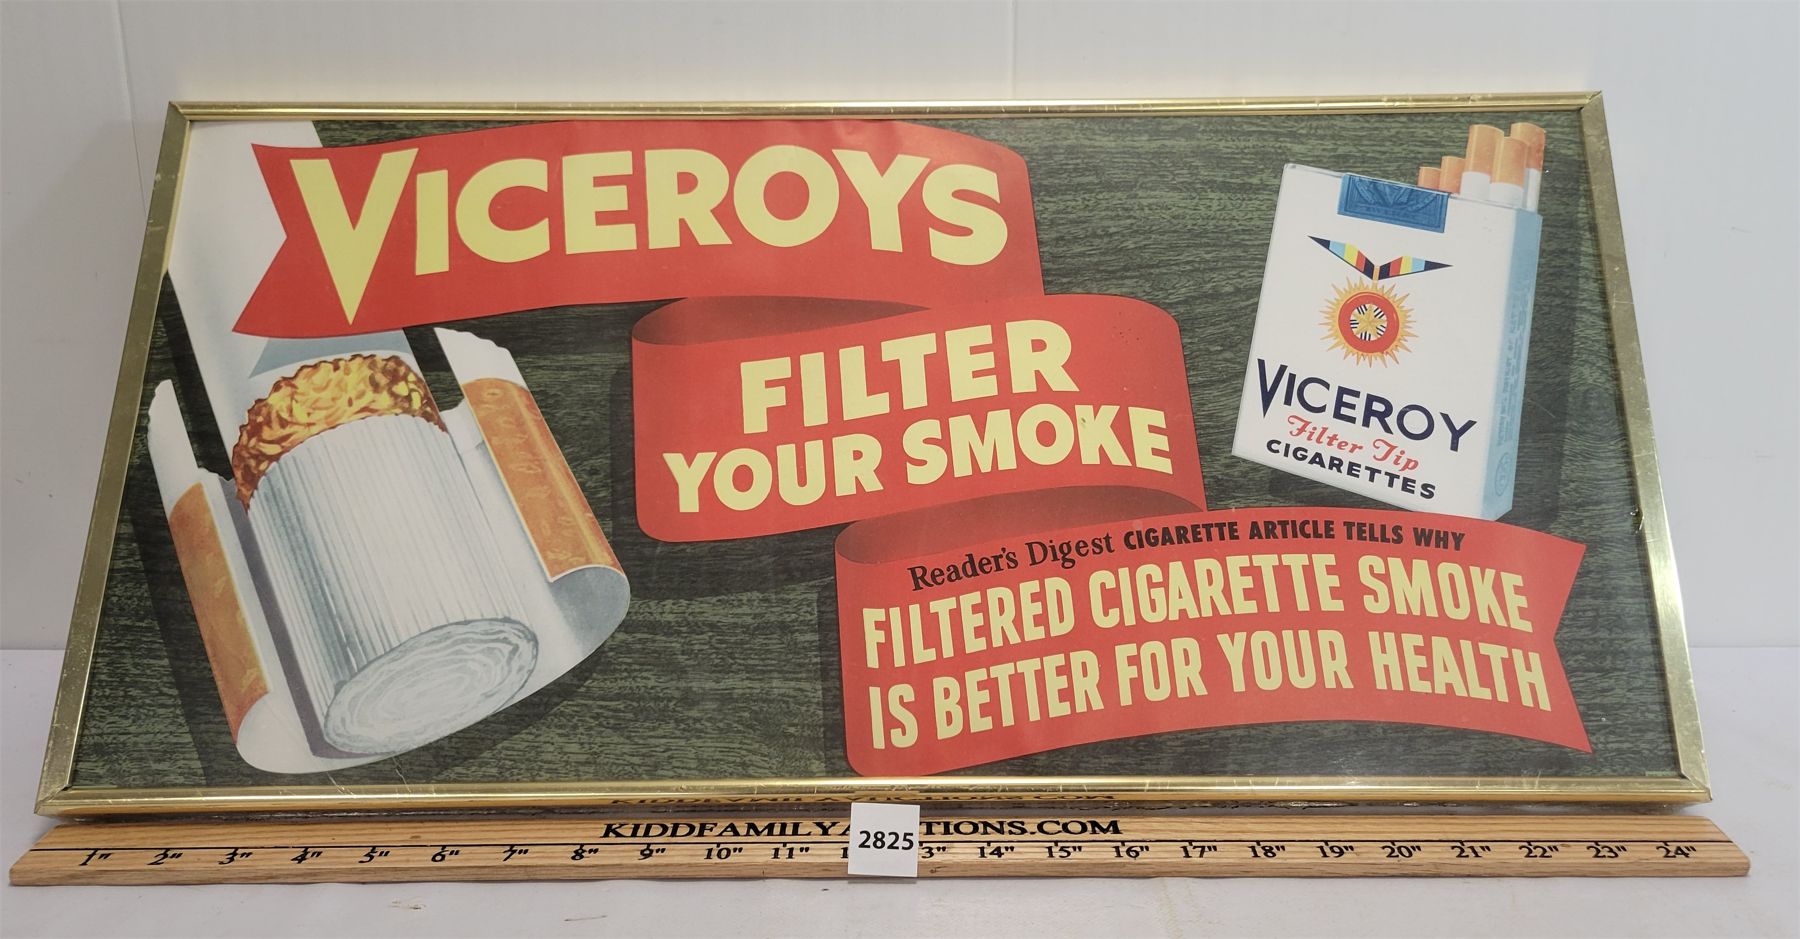 VICEROYS
FILTER
YOUR SMOKE
Reader's Digest CIGARETTE ARTICLE TELLS WHY
FILTERED CIGARETTE SMOKE
IS BETTER FOR YOUR HEALTH
VICEROY
Filter Tip
CIGARETTES
KIDDFAMILYA TIONS.COM
2825
1" 2" 3" 4" 5" 6" 7" 8" 9" 10" 11" 1 3" 14" 15" 16" 17" 18" 19" 20" 21" 22" 23" 24"